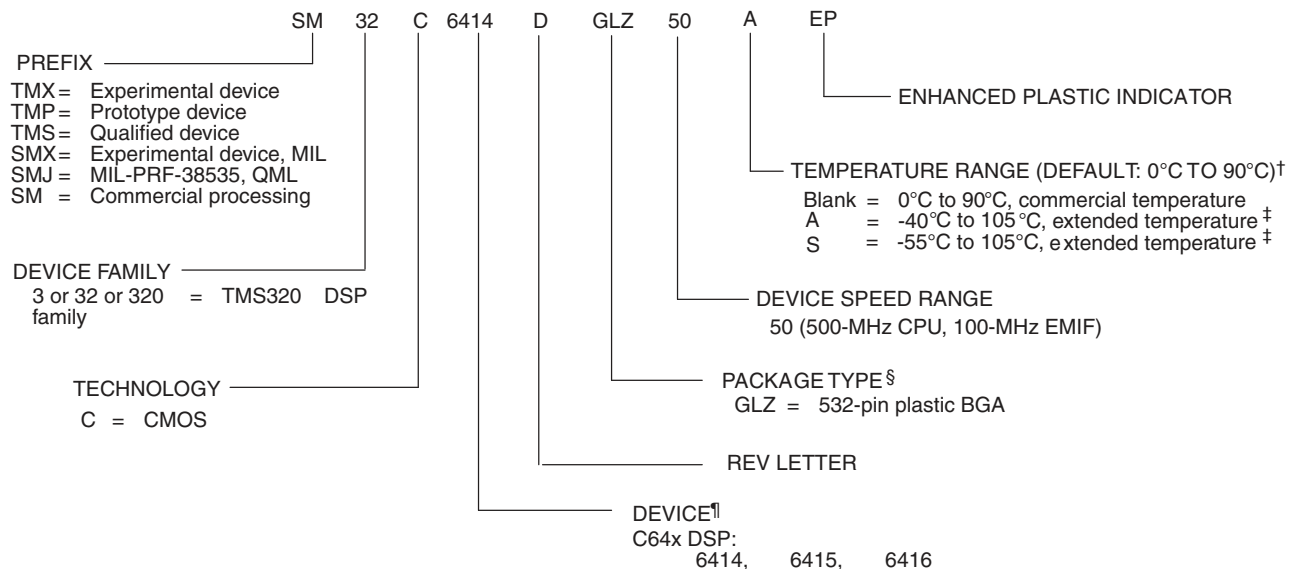 SM 32 C 6414 D GLZ 50 A EP
PREFIX
TMX = Experimental device
TMP = Prototype device
TMS = Qualified device
SMX = Experimental device, MIL
SMJ = MIL-PRF-38535, QML
SM = Commercial processing
ENHANCED PLASTIC INDICATOR
TEMPERATURE RANGE (DEFAULT: 0°C TO 90°C)†
Blank = 0°C to 90°C, commercial temperature
A = -40°C to 105°C, extended temperature ‡
S = -55°C to 105°C, extended temperature ‡
DEVICE FAMILY
3 or 32 or 320 = TMS320 DSP
family
DEVICE SPEED RANGE
50 (500-MHz CPU, 100-MHz EMIF)
TECHNOLOGY
C = CMOS
PACKAGE TYPE§
GLZ = 532-pin plastic BGA
REV LETTER
DEVICE¶
C64x DSP:
6414, 6415, 6416